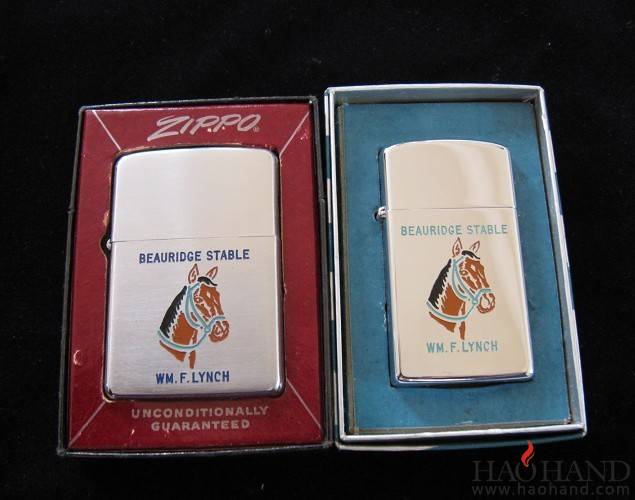 ZIPPO®
BEAURIDGE STABLE
WM. F. LYNCH
UNCONDITIONALLY
GUARANTEED
BEAURIDGE STABLE
WM. F. LYNCH
HAOHAND
www.haohand.com